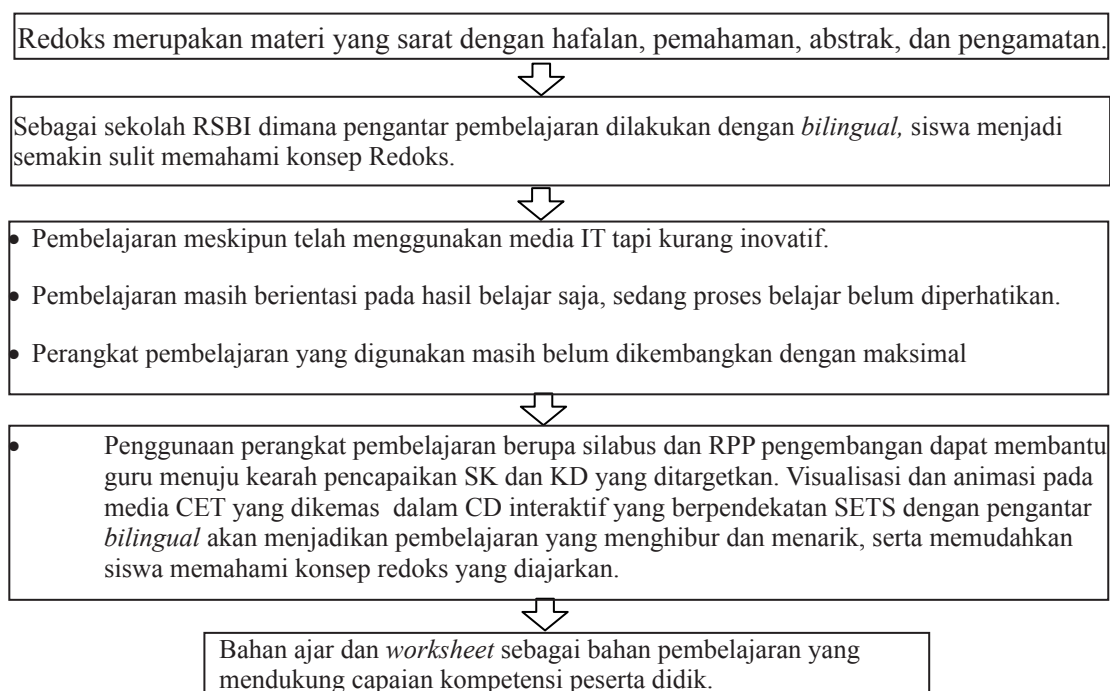 Redoks merupakan materi yang sarat dengan hafalan, pemahaman, abstrak, dan pengamatan.
Sebagai sekolah RSBI dimana pengantar pembelajaran dilakukan dengan bilingual, siswa menjadi
semakin sulit memahami konsep Redoks.
• Pembelajaran meskipun telah menggunakan media IT tapi kurang inovatif.
• Pembelajaran masih berientasi pada hasil belajar saja, sedang proses belajar belum diperhatikan.
• Perangkat pembelajaran yang digunakan masih belum dikembangkan dengan maksimal
• Penggunaan perangkat pembelajaran berupa silabus dan RPP pengembangan dapat membantu
guru menuju kearah pencapaikan SK dan KD yang ditargetkan. Visualisasi dan animasi pada
media CET yang dikemas dalam CD interaktif yang berpendekatan SETS dengan pengantar
bilingual akan menjadikan pembelajaran yang menghibur dan menarik, serta memudahkan
siswa memahami konsep redoks yang diajarkan.
Bahan ajar dan worksheet sebagai bahan pembelajaran yang
mendukung capaian kompetensi peserta didik.